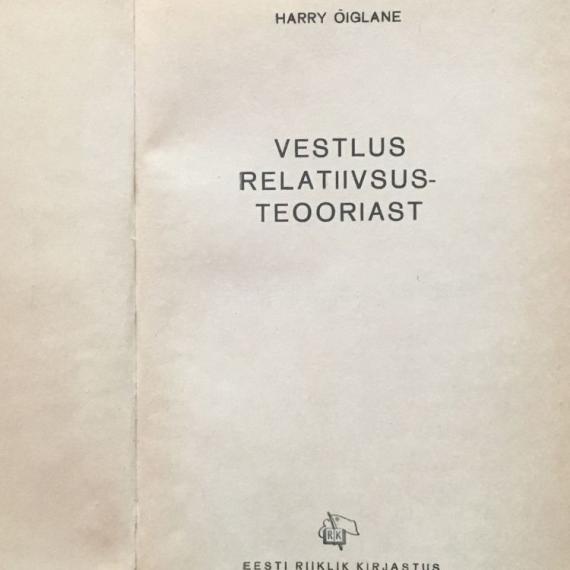 HARRY ÕIGLANE
VESTLUS
RELATIIVSUS-
TEOORIAST
RK
EESTI RIIKLIK KIRJASTUS